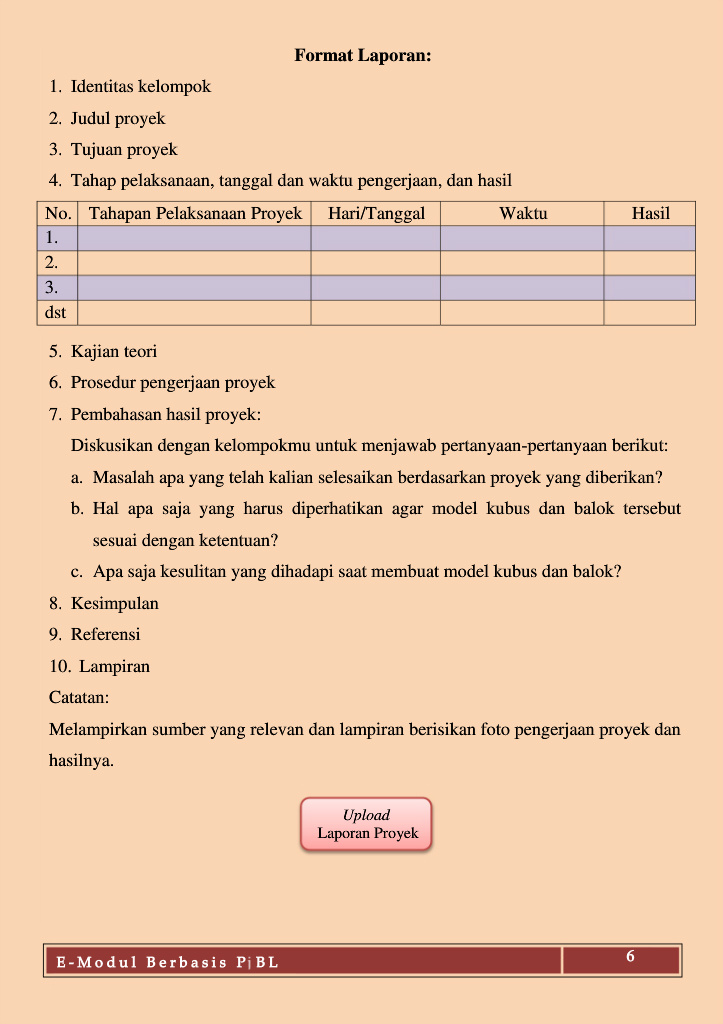 Format Laporan:
1. Identitas kelompok
2. Judul proyek
3. Tujuan proyek
4. Tahap pelaksanaan, tanggal dan waktu pengerjaan, dan hasil
No. Tahapan Pelaksanaan Proyek Hari/Tanggal Waktu Hasil
1.
2.
3.
dst
5. Kajian teori
6. Prosedur pengerjaan proyek
7. Pembahasan hasil proyek:
Diskusikan dengan kelompokmu untuk menjawab pertanyaan-pertanyaan berikut:
a. Masalah apa yang telah kalian selesaikan berdasarkan proyek yang diberikan?
b. Hal apa saja yang harus diperhatikan agar model kubus dan balok tersebut
sesuai dengan ketentuan?
c. Apa saja kesulitan yang dihadapi saat membuat model kubus dan balok?
8. Kesimpulan
9. Referensi
10. Lampiran
Catatan:
Melampirkan sumber yang relevan dan lampiran berisikan foto pengerjaan proyek dan
hasilnya.
Upload
Laporan Proyek
E-Modul Berbasis PjBL 6